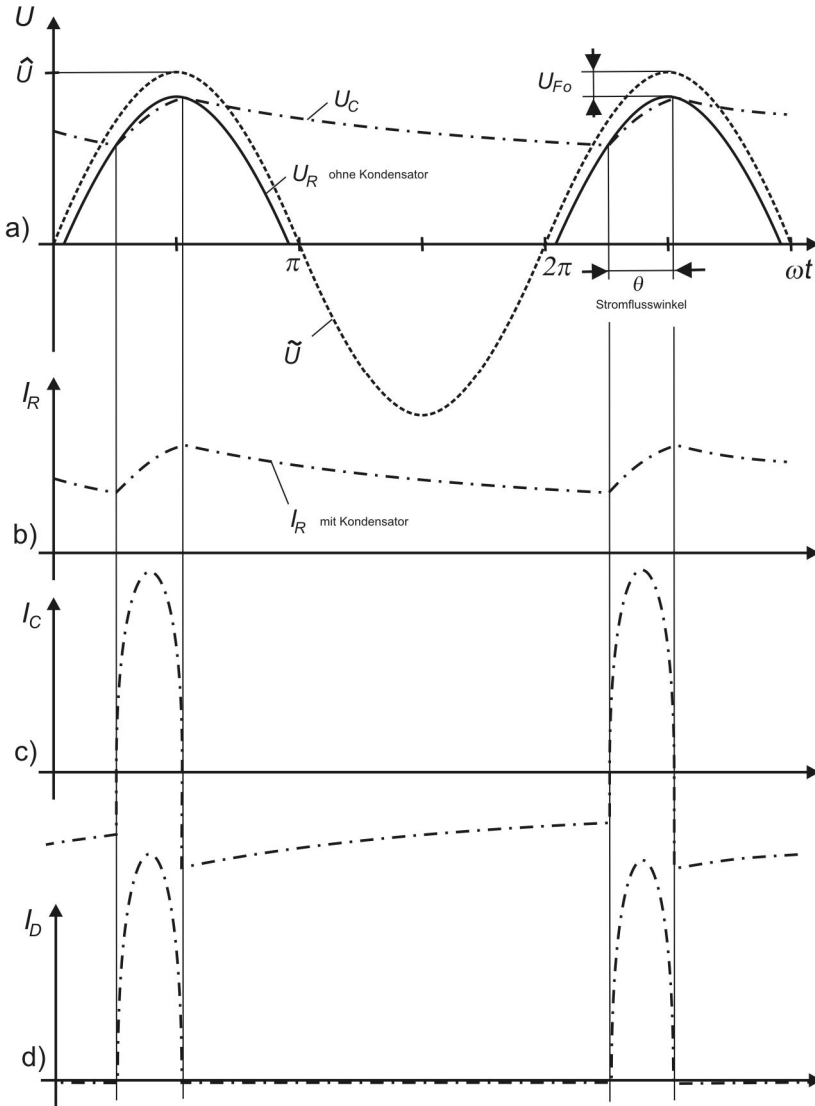 U
Û
U_Fo
U_C
U_R ohne Kondensator
a)
π
2π
ωt
θ
Stromflusswinkel
Ũ
I_R
I_R mit Kondensator
b)
I_C
c)
I_D
d)